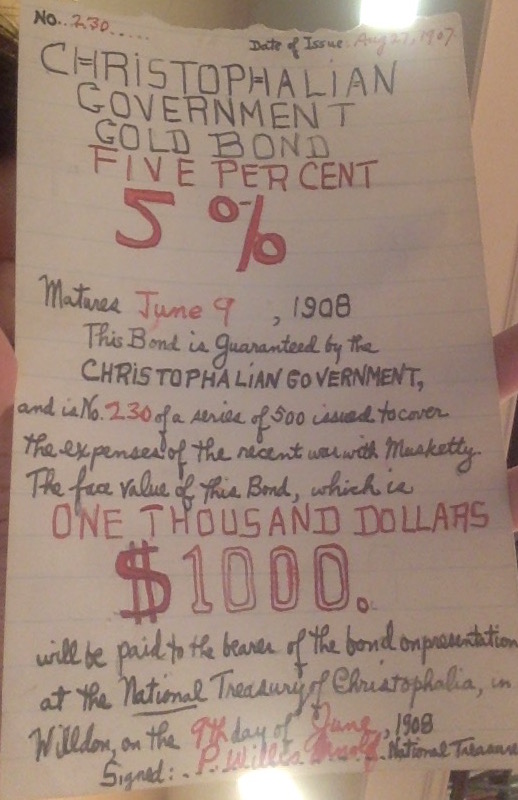 No. 230.....
Date of Issue: Aug 27, 1907.
CHRISTOPHALIAN
GOVERNMENT
GOLD BOND
FIVE PER CENT
5 %
Matures June 9, 1908
This Bond is Guaranteed by the
CHRISTOPHALIAN GOVERNMENT,
and is No. 230 of a series of 500 issued to cover
the expenses of the recent war with Musketty.
The face value of this Bond, which is
ONE THOUSAND DOLLARS
$1000.
will be paid to the bearer of the bond on presentation
at the National Treasury of Christophalia, in
Willdon, on the 9th day of June, 1908
Signed: P. Willis National Treasure